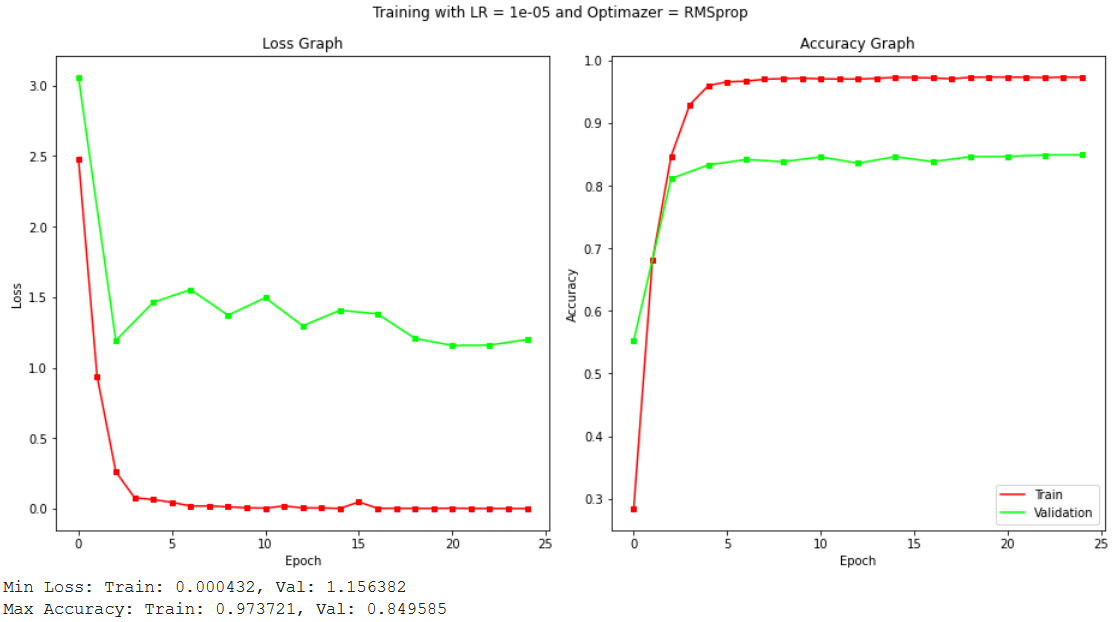 Training with LR = 1e-05 and Optimazer = RMSprop
Loss Graph
3.0
2.5
2.0
1.5
1.0
0.5
0.0
Loss
0
5
10
15
20
25
Epoch
Accuracy Graph
1.0
0.9
0.8
0.7
0.6
0.5
0.4
0.3
Accuracy
0
5
10
15
20
25
Epoch
Train
Validation
Min Loss: Train: 0.000432, Val: 1.156382
Max Accuracy: Train: 0.973721, Val: 0.849585